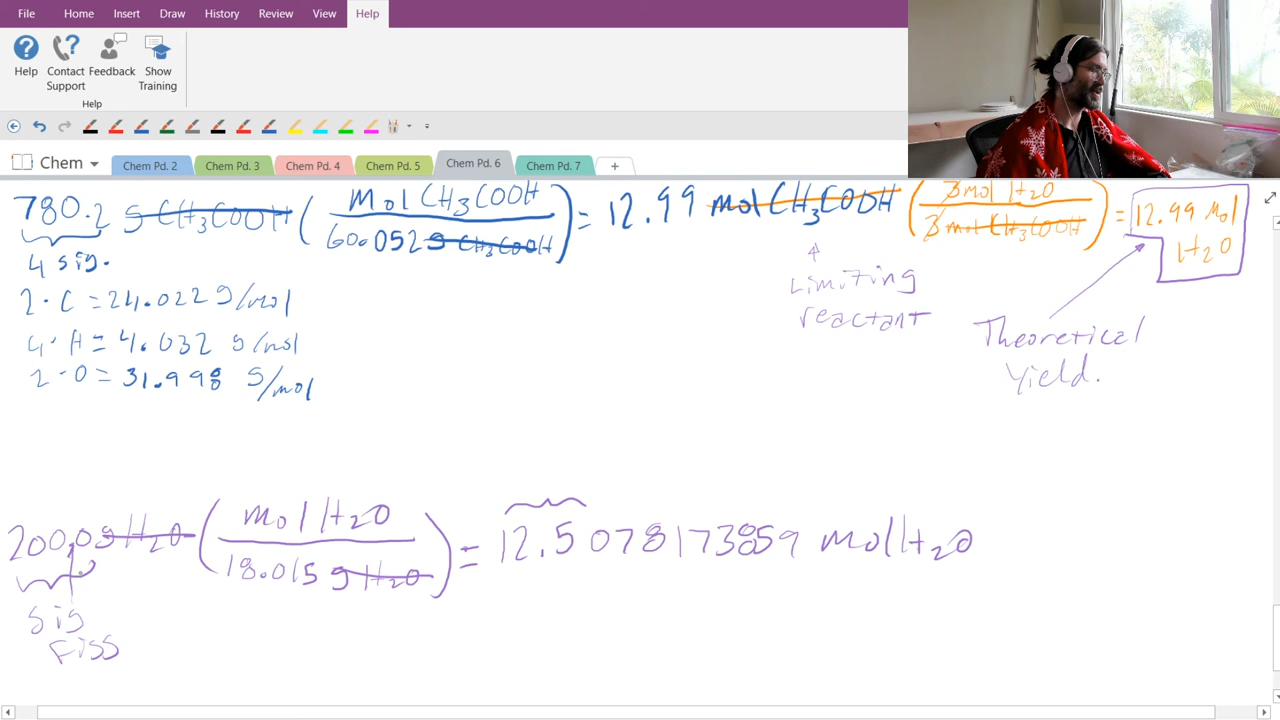 File Home Insert Draw History Review View Help
Help Contact Support Feedback Show Training
Help
Chem Chem Pd. 2 Chem Pd. 3 Chem Pd. 4 Chem Pd. 5 Chem Pd. 6 Chem Pd. 7 +
780.2 g CH₃COOH (mol CH₃COOH / 60.052 g CH₃COOH) = 12.99 mol CH₃COOH (3 mol H₂O / 3 mol CH₃COOH) = 12.99 mol H₂O
4 sig.
Limiting reactant
2 · C = 24.022 g/mol
4 · H = 4.032 g/mol
Theoretical Yield.
2 · O = 31.998 g/mol
200.0 g H₂O (mol H₂O / 18.015 g H₂O) = 12.5078173859 mol H₂O
sig